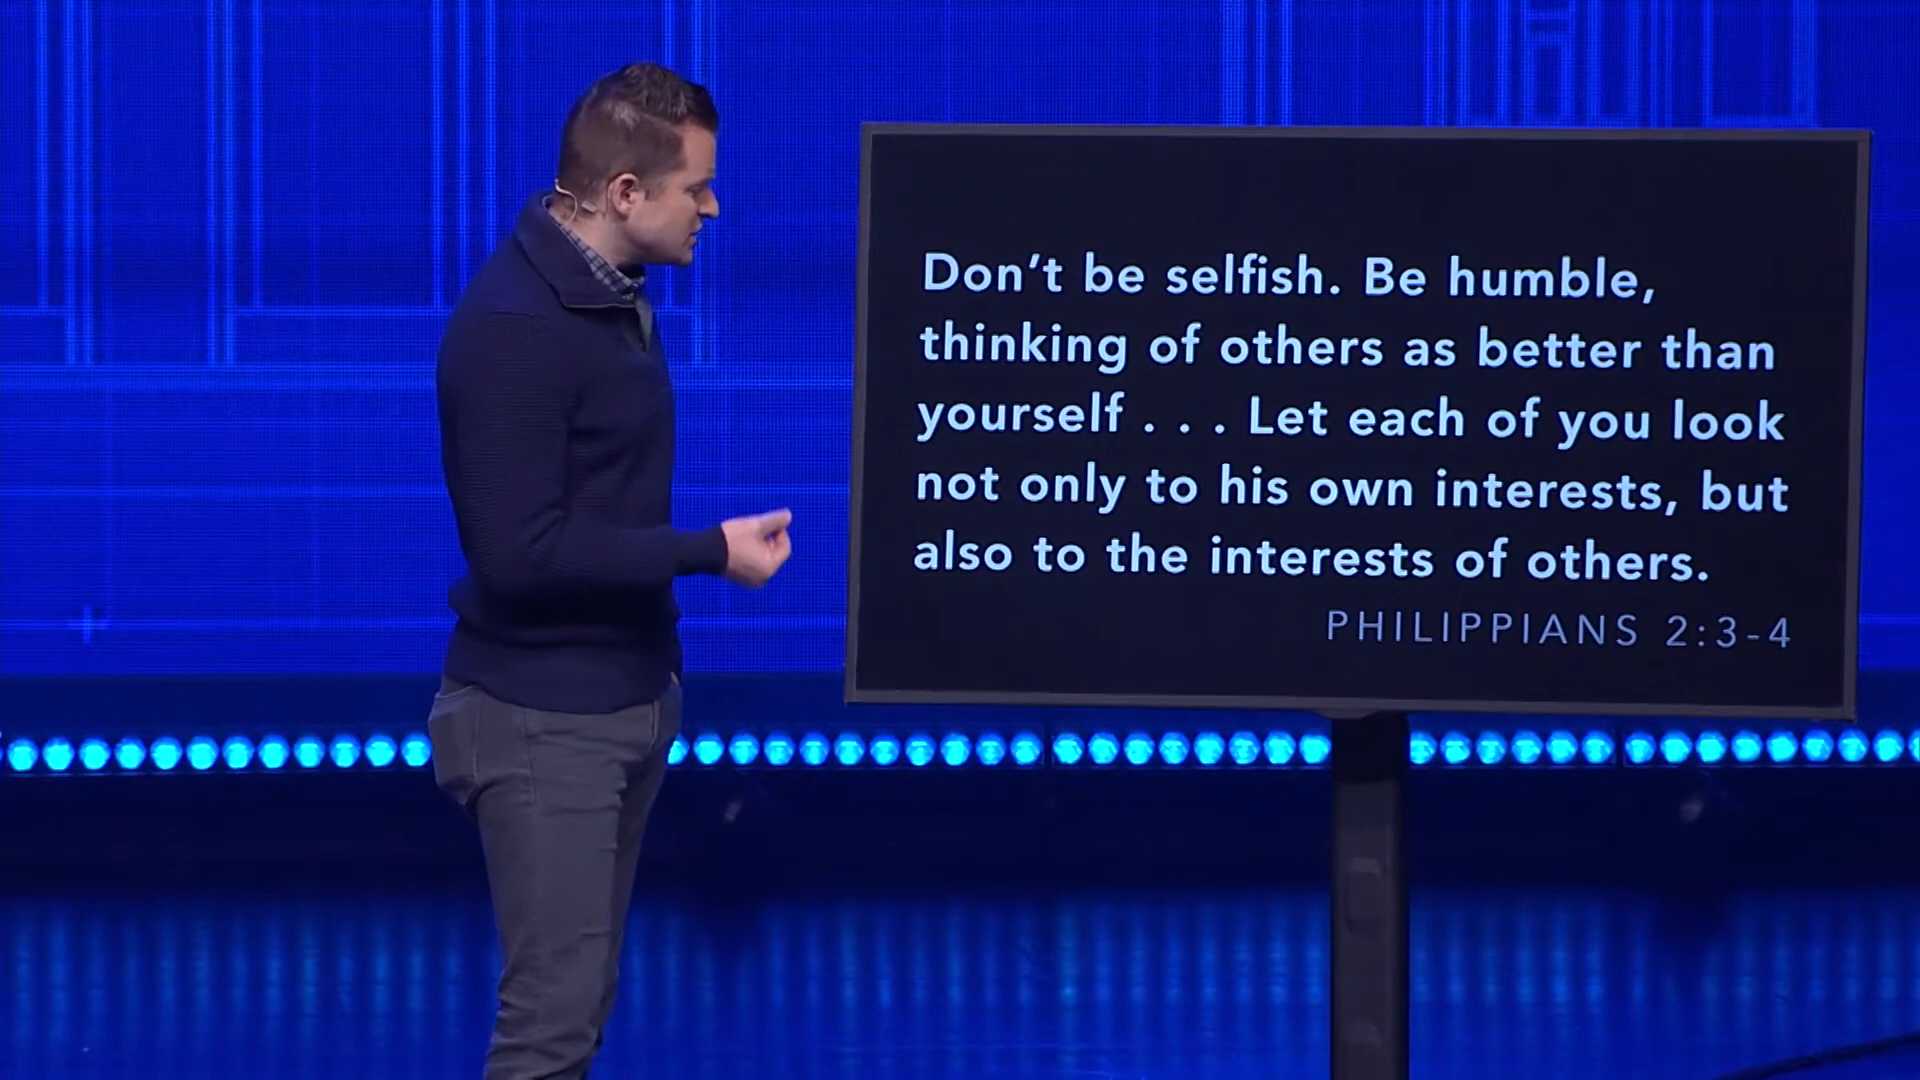 Don’t be selfish. Be humble,
thinking of others as better than
yourself . . . Let each of you look
not only to his own interests, but
also to the interests of others.
PHILIPPIANS 2:3-4